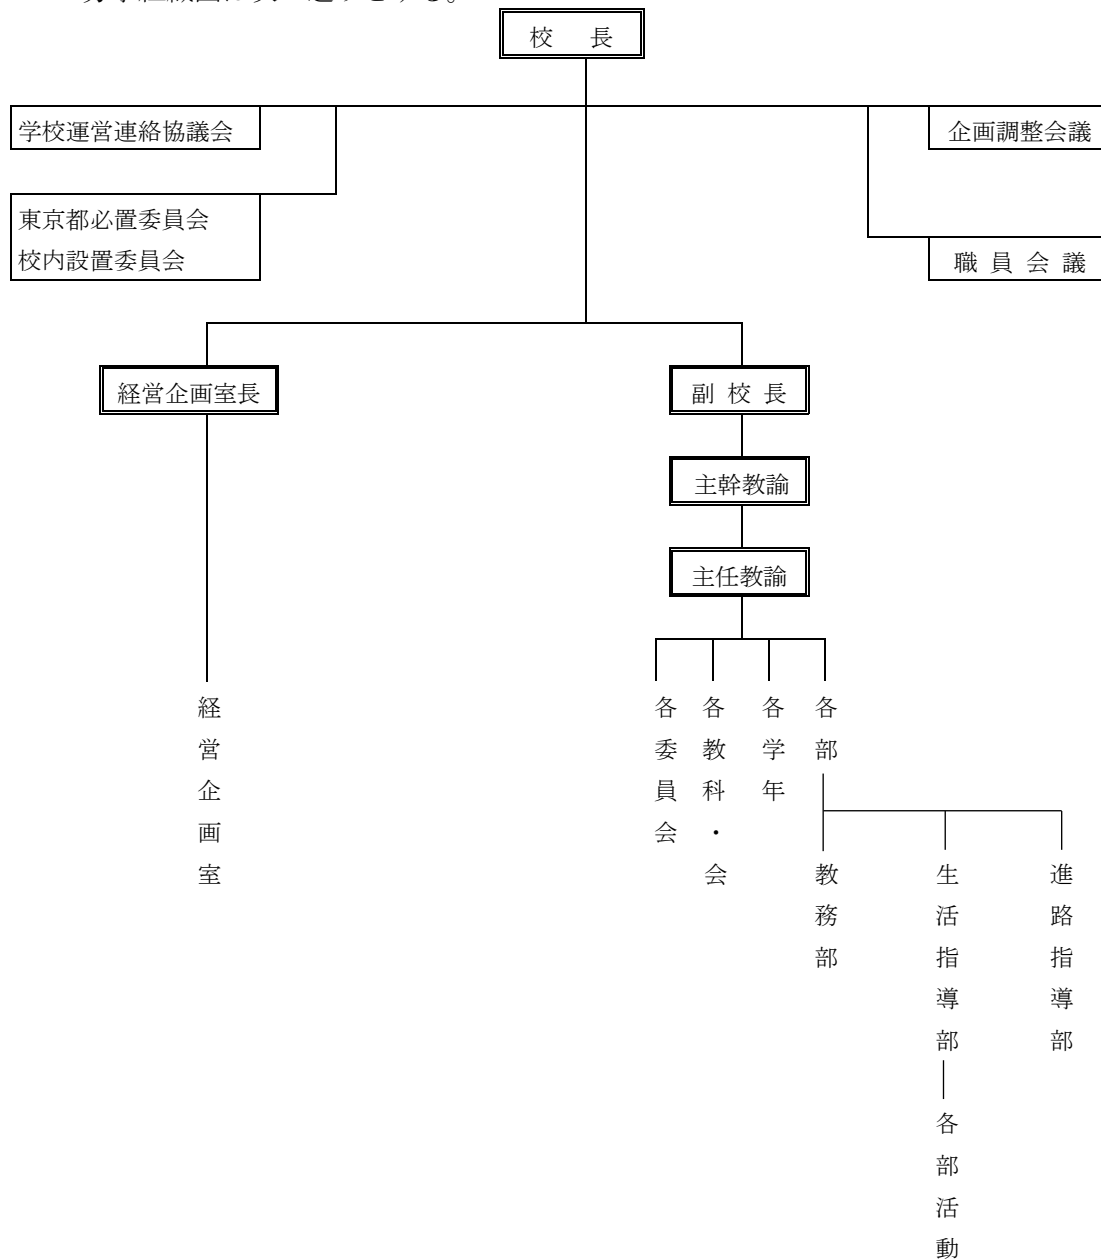 校 長
学校運営連絡協議会
企画調整会議
東京都必置委員会
校内設置委員会
職 員 会 議
経営企画室長
副 校 長
主幹教諭
主任教諭
経営企画室
各委員会
各教科・会
各学年
各部
教務部
生活指導部
進路指導部
各部活動